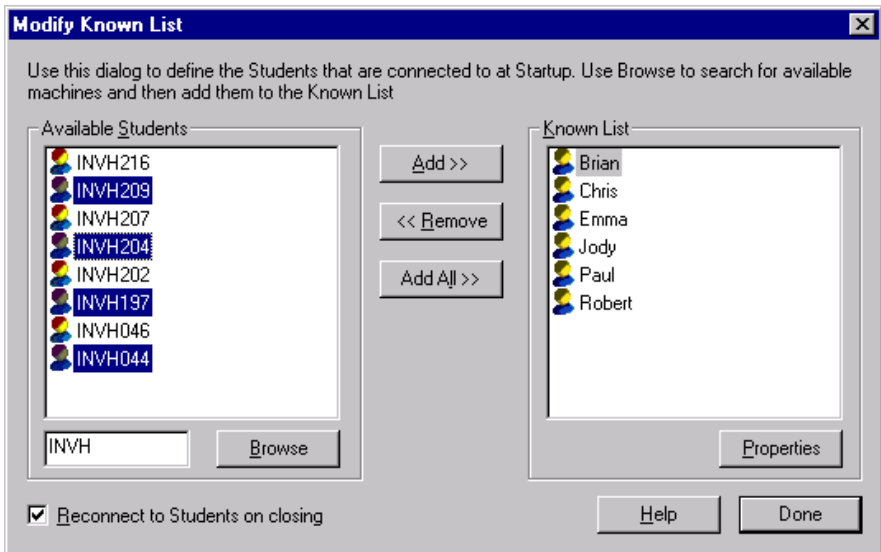 Modify Known List
Use this dialog to define the Students that are connected to at Startup. Use Browse to search for available
machines and then add them to the Known List
Available Students
INVH216
INVH209
INVH207
INVH204
INVH202
INVH197
INVH046
INVH044
INVH
Browse
Add >>
<< Remove
Add All >>
Known List
Brian
Chris
Emma
Jody
Paul
Robert
Properties
Reconnect to Students on closing
Help
Done